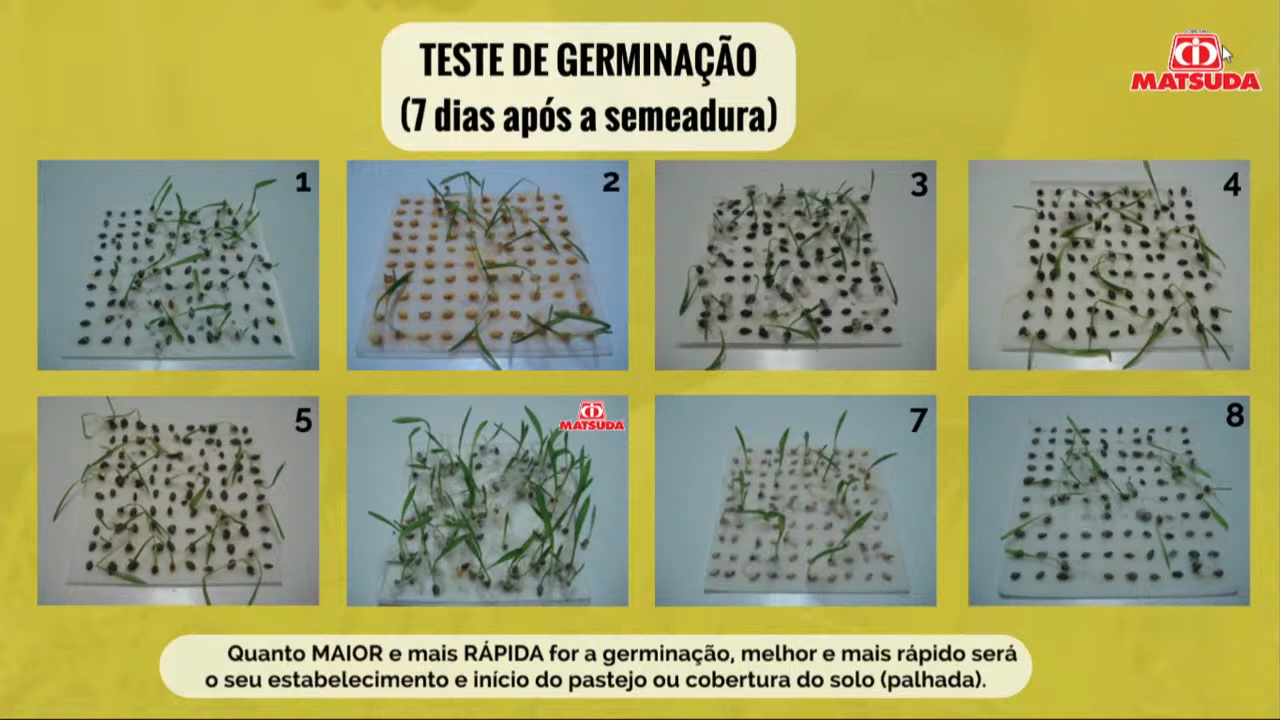 TESTE DE GERMINAÇÃO
(7 dias após a semeadura)
MATSUDA
1
2
3
4
5
MATSUDA
7
8
Quanto MAIOR e mais RÁPIDA for a germinação, melhor e mais rápido será
o seu estabelecimento e início do pastejo ou cobertura do solo (palhada).